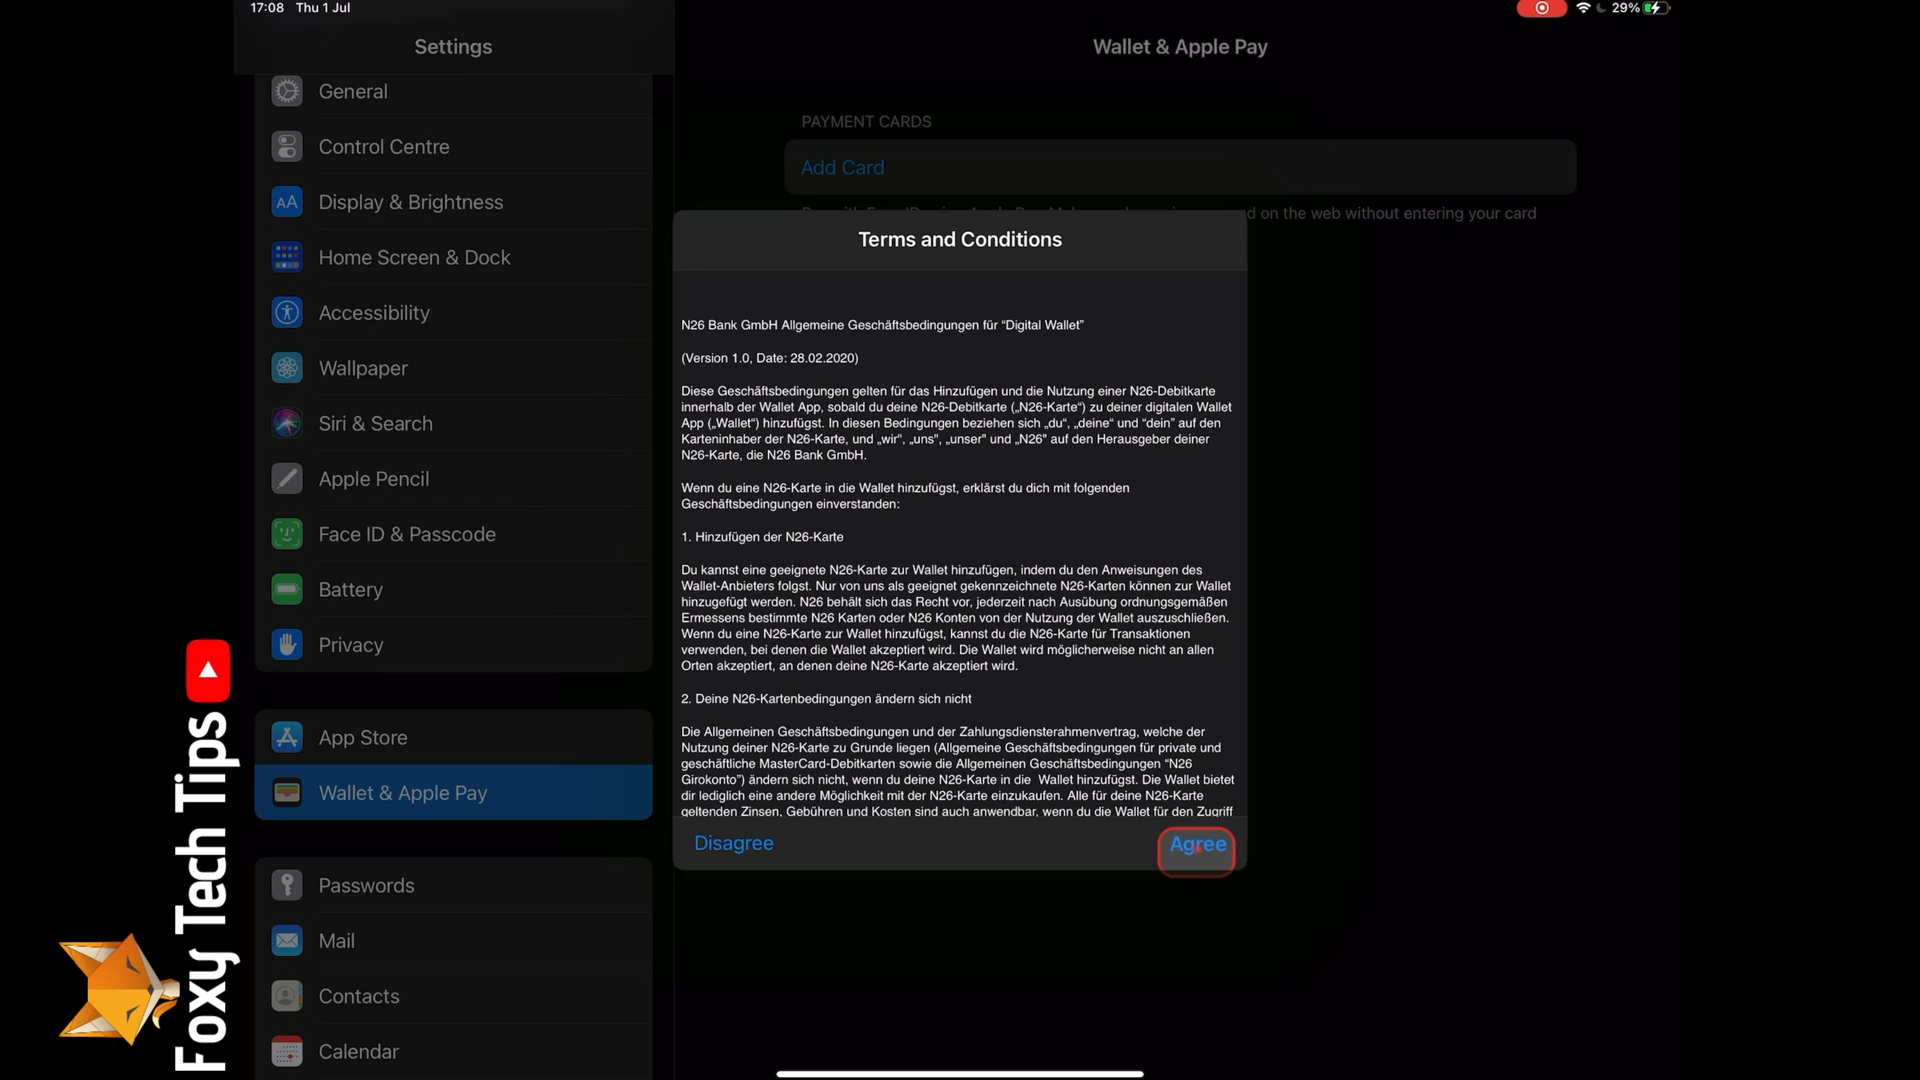 17:08 Thu 1 Jul
29%
Settings
General
Control Centre
Display & Brightness
Home Screen & Dock
Accessibility
Wallpaper
Siri & Search
Apple Pencil
Face ID & Passcode
Battery
Privacy
App Store
Wallet & Apple Pay
Passwords
Mail
Contacts
Calendar
Wallet & Apple Pay
PAYMENT CARDS
Add Card
d on the web without entering your card
Terms and Conditions
N26 Bank GmbH Allgemeine Geschäftsbedingungen für “Digital Wallet”
(Version 1.0, Date: 28.02.2020)
Diese Geschäftsbedingungen gelten für das Hinzufügen und die Nutzung einer N26-Debitkarte
innerhalb der Wallet App, sobald du deine N26-Debitkarte („N26-Karte“) zu deiner digitalen Wallet
App („Wallet“) hinzufügst. In diesen Bedingungen beziehen sich „du“, „deine“ und “dein” auf den
Karteninhaber der N26-Karte, und „wir“, „uns“, „unser“ und „N26“ auf den Herausgeber deiner
N26-Karte, die N26 Bank GmbH.
Wenn du eine N26-Karte in die Wallet hinzufügst, erklärst du dich mit folgenden
Geschäftsbedingungen einverstanden:
1. Hinzufügen der N26-Karte
Du kannst eine geeignete N26-Karte zur Wallet hinzufügen, indem du den Anweisungen des
Wallet-Anbieters folgst. Nur von uns als geeignet gekennzeichnete N26-Karten können zur Wallet
hinzugefügt werden. N26 behält sich das Recht vor, jederzeit nach Ausübung ordnungsgemäßen
Ermessens bestimmte N26 Karten oder N26 Konten von der Nutzung der Wallet auszuschließen.
Wenn du eine N26-Karte zur Wallet hinzufügst, kannst du die N26-Karte für Transaktionen
verwenden, bei denen die Wallet akzeptiert wird. Die Wallet wird möglicherweise nicht an allen
Orten akzeptiert, an denen deine N26-Karte akzeptiert wird.
2. Deine N26-Kartenbedingungen ändern sich nicht
Die Allgemeinen Geschäftsbedingungen und der Zahlungsdiensterahmenvertrag, welche der
Nutzung deiner N26-Karte zu Grunde liegen (Allgemeine Geschäftsbedingungen für private und
geschäftliche MasterCard-Debitkarten sowie die Allgemeinen Geschäftsbedingungen “N26
Girokonto”) ändern sich nicht, wenn du deine N26-Karte in die Wallet hinzufügst. Die Wallet bietet
dir lediglich eine andere Möglichkeit mit der N26-Karte einzukaufen. Alle für deine N26-Karte
geltenden Zinsen, Gebühren und Kosten sind auch anwendbar, wenn du die Wallet für den Zugriff
Disagree
Agree
Foxy Tech Tips